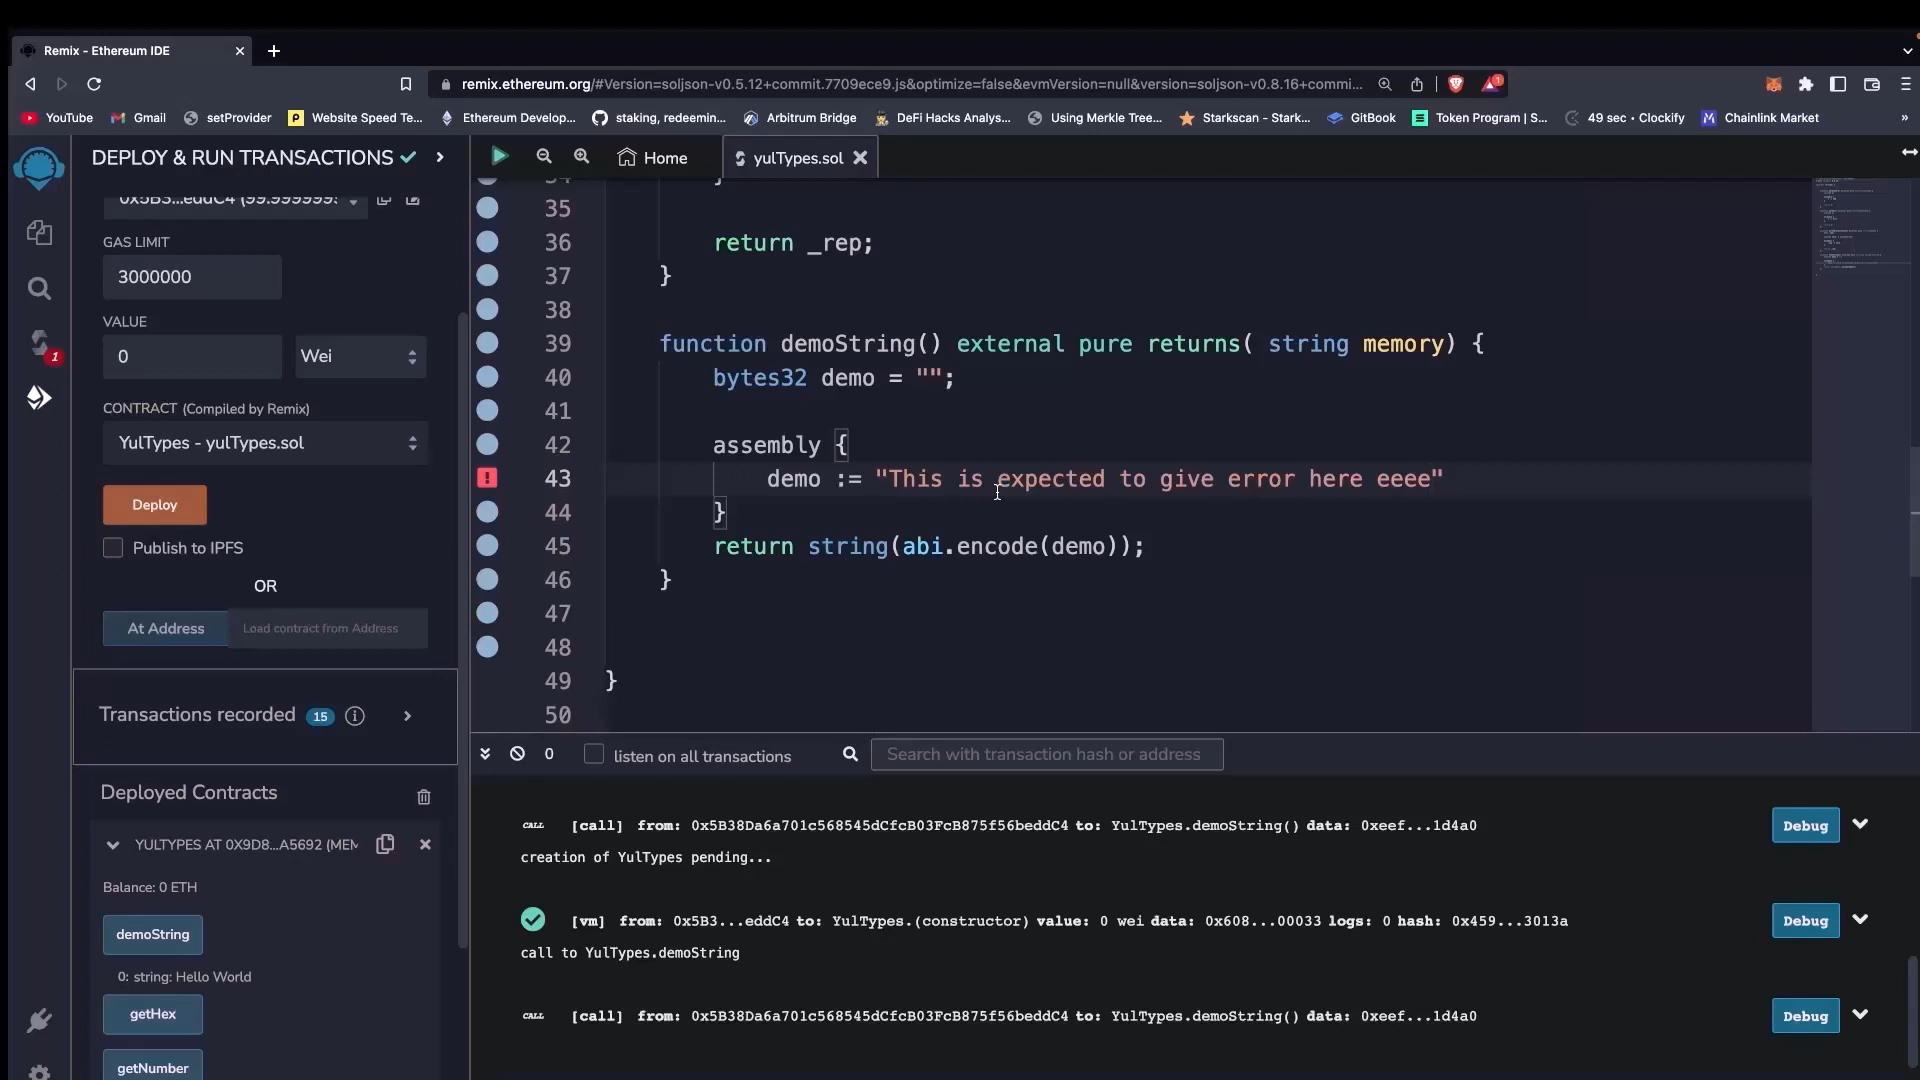 Remix - Ethereum IDE
remix.ethereum.org/#Version=soljson-v0.5.12+commit.7709ece9.js&optimize=false&evmVersion=null&version=soljson-v0.8.16+commi...
1
YouTube Gmail setProvider Website Speed Te... Ethereum Develop... staking, redeemin... Arbitrum Bridge DeFi Hacks Analys... Using Merkle Tree... Starkscan - Stark... GitBook Token Program | S... 49 sec • Clockify Chainlink Market »
DEPLOY & RUN TRANSACTIONS
0x5B3...eddC4 (99.9999999
GAS LIMIT
3000000
VALUE
0 Wei
1
CONTRACT (Compiled by Remix)
YulTypes - yulTypes.sol
Deploy
Publish to IPFS
OR
At Address Load contract from Address
Transactions recorded 15
Deployed Contracts
YULTYPES AT 0X9D8...A5692 (MEM
Balance: 0 ETH
demoString
0: string: Hello World
getHex
getNumber
Home yulTypes.sol
34 }
35
36 return _rep;
37 }
38
39 function demoString() external pure returns( string memory) {
40 bytes32 demo = "";
41
42 assembly {
43 demo := "This is expected to give error here eeee"
44 }
45 return string(abi.encode(demo));
46 }
47
48
49 }
50
0 listen on all transactions Search with transaction hash or address
CALL [call] from: 0x5B38Da6a701c568545dCfcB03FcB875f56beddC4 to: YulTypes.demoString() data: 0xeef...1d4a0 Debug
creation of YulTypes pending...
[vm] from: 0x5B3...eddC4 to: YulTypes.(constructor) value: 0 wei data: 0x608...00033 logs: 0 hash: 0x459...3013a Debug
call to YulTypes.demoString
CALL [call] from: 0x5B38Da6a701c568545dCfcB03FcB875f56beddC4 to: YulTypes.demoString() data: 0xeef...1d4a0 Debug